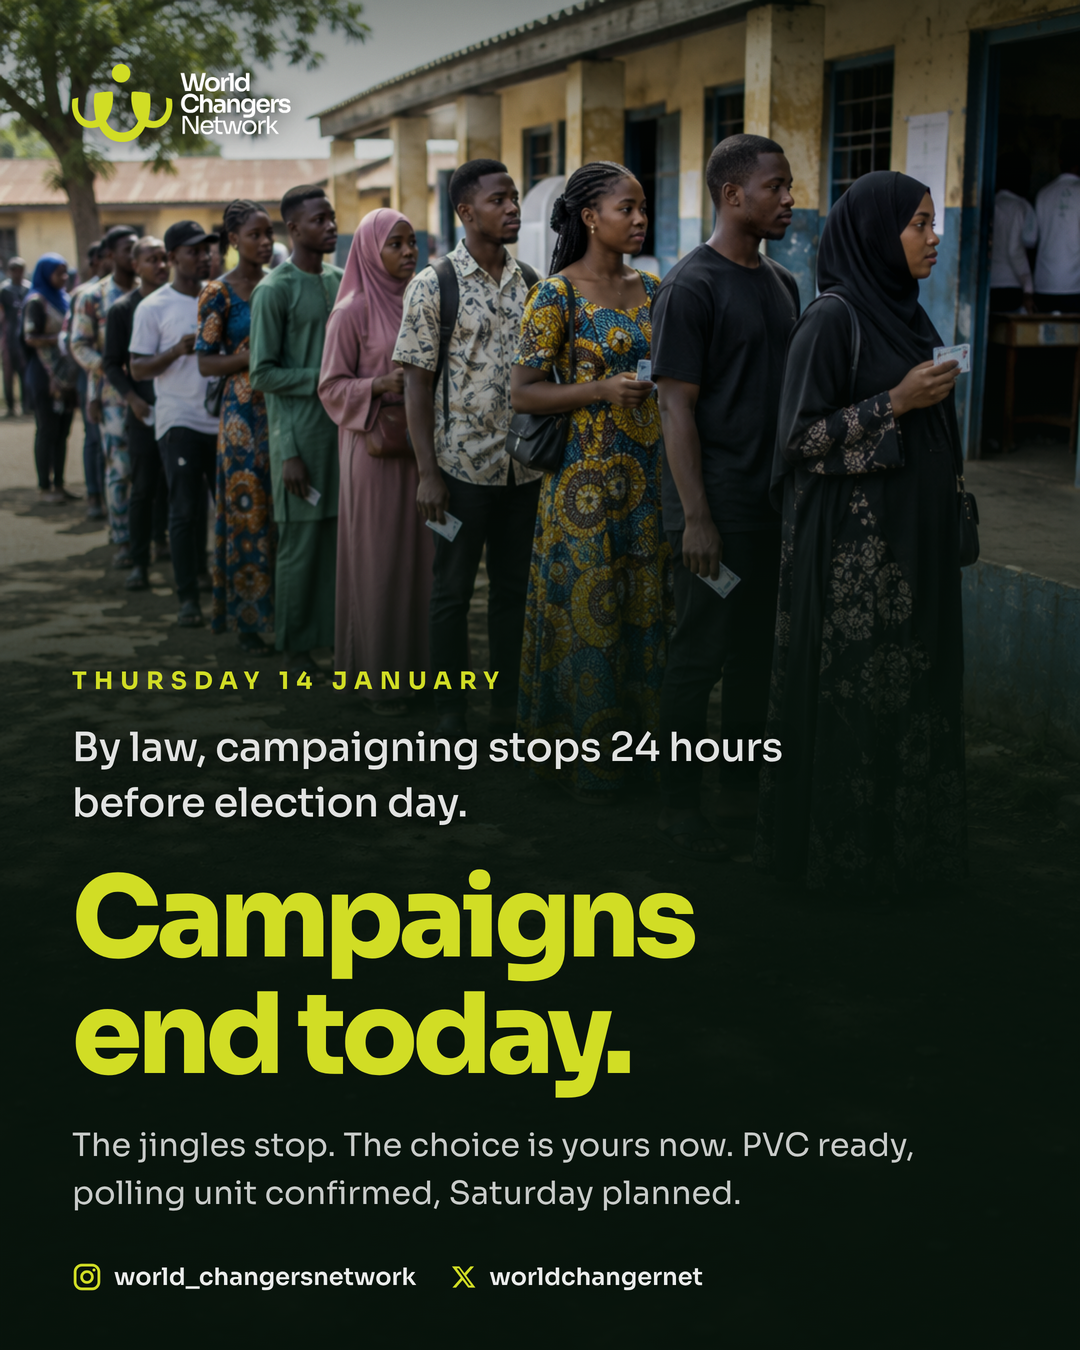 World
Changers
Network
THURSDAY 14 JANUARY
By law, campaigning stops 24 hours
before election day.
Campaigns
end today.
The jingles stop. The choice is yours now. PVC ready,
polling unit confirmed, Saturday planned.
world_changersnetwork worldchangernet